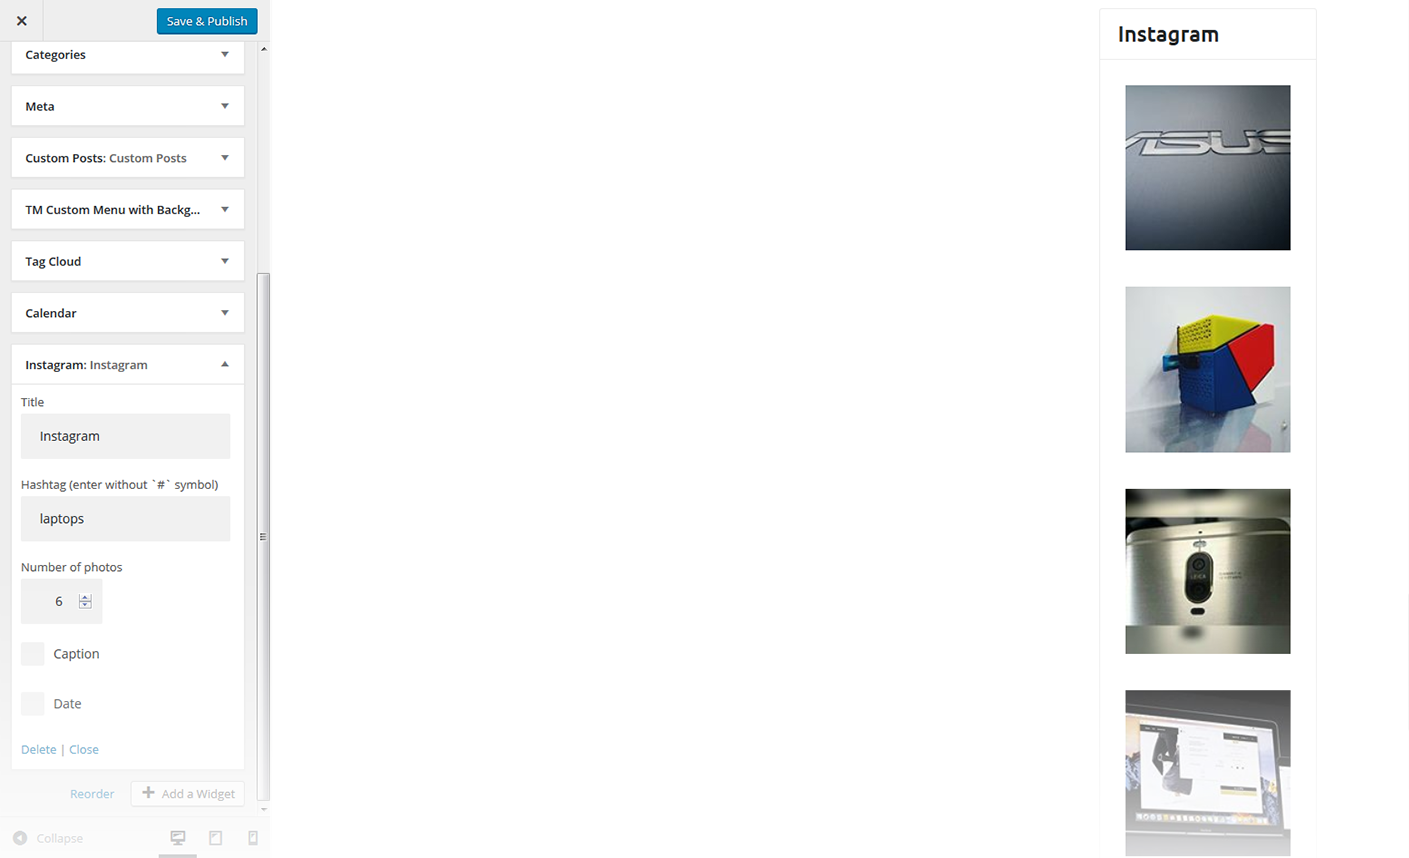 Save & Publish
Categories
Meta
Custom Posts: Custom Posts
TM Custom Menu with Backg...
Tag Cloud
Calendar
Instagram: Instagram
Title
Instagram
Hashtag (enter without `#` symbol)
laptops
Number of photos
6
Caption
Date
Delete | Close
Reorder
Add a Widget
Collapse
Instagram
ASUS
LEICA